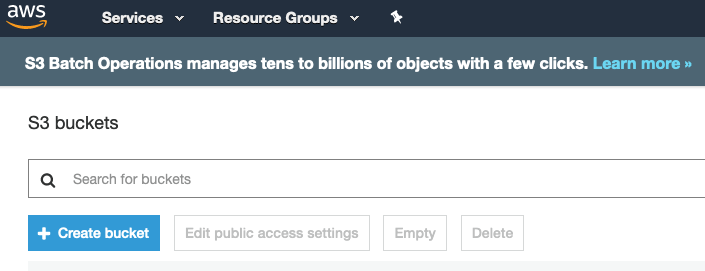 aws Services Resource Groups
S3 Batch Operations manages tens to billions of objects with a few clicks. Learn more »
S3 buckets
Search for buckets
+ Create bucket Edit public access settings Empty Delete